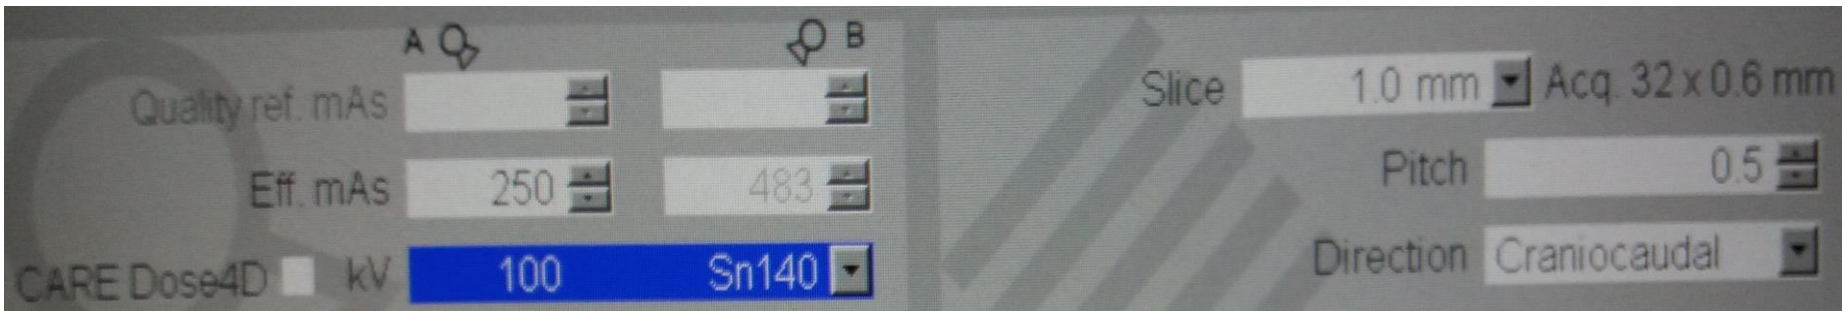 A B
Quality ref. mAs
Eff. mAs 250 483
CARE Dose4D kV 100 Sn140
Slice 1.0 mm Acq. 32 x 0.6 mm
Pitch 0.5
Direction Craniocaudal